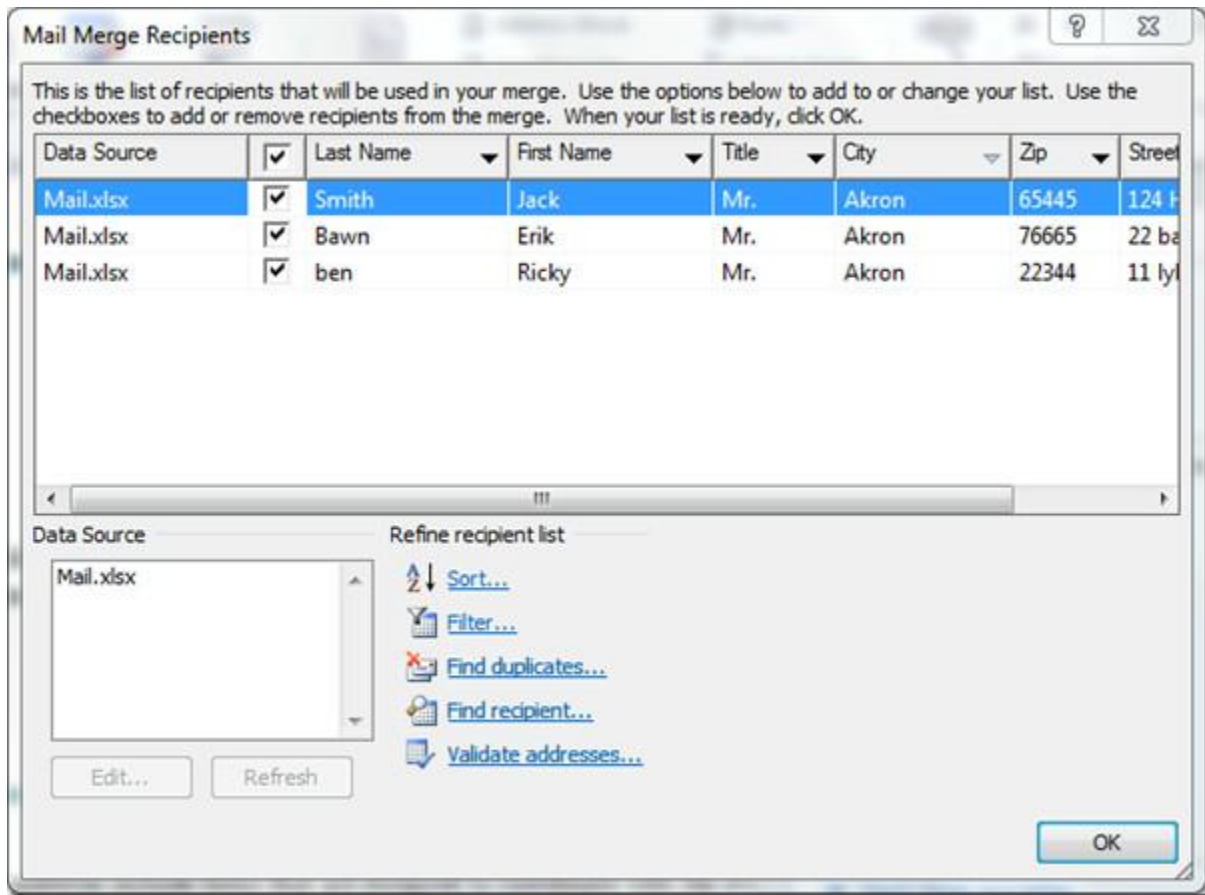 Mail Merge Recipients
This is the list of recipients that will be used in your merge. Use the options below to add to or change your list. Use the
checkboxes to add or remove recipients from the merge. When your list is ready, click OK.
Data Source Last Name First Name Title City Zip Street
Mail.xlsx Smith Jack Mr. Akron 65445 124 H
Mail.xlsx Bawn Erik Mr. Akron 76665 22 ba
Mail.xlsx ben Ricky Mr. Akron 22344 11 lyl
Data Source Refine recipient list
Mail.xlsx
Sort...
Filter...
Find duplicates...
Find recipient...
Validate addresses...
Edit... Refresh
OK